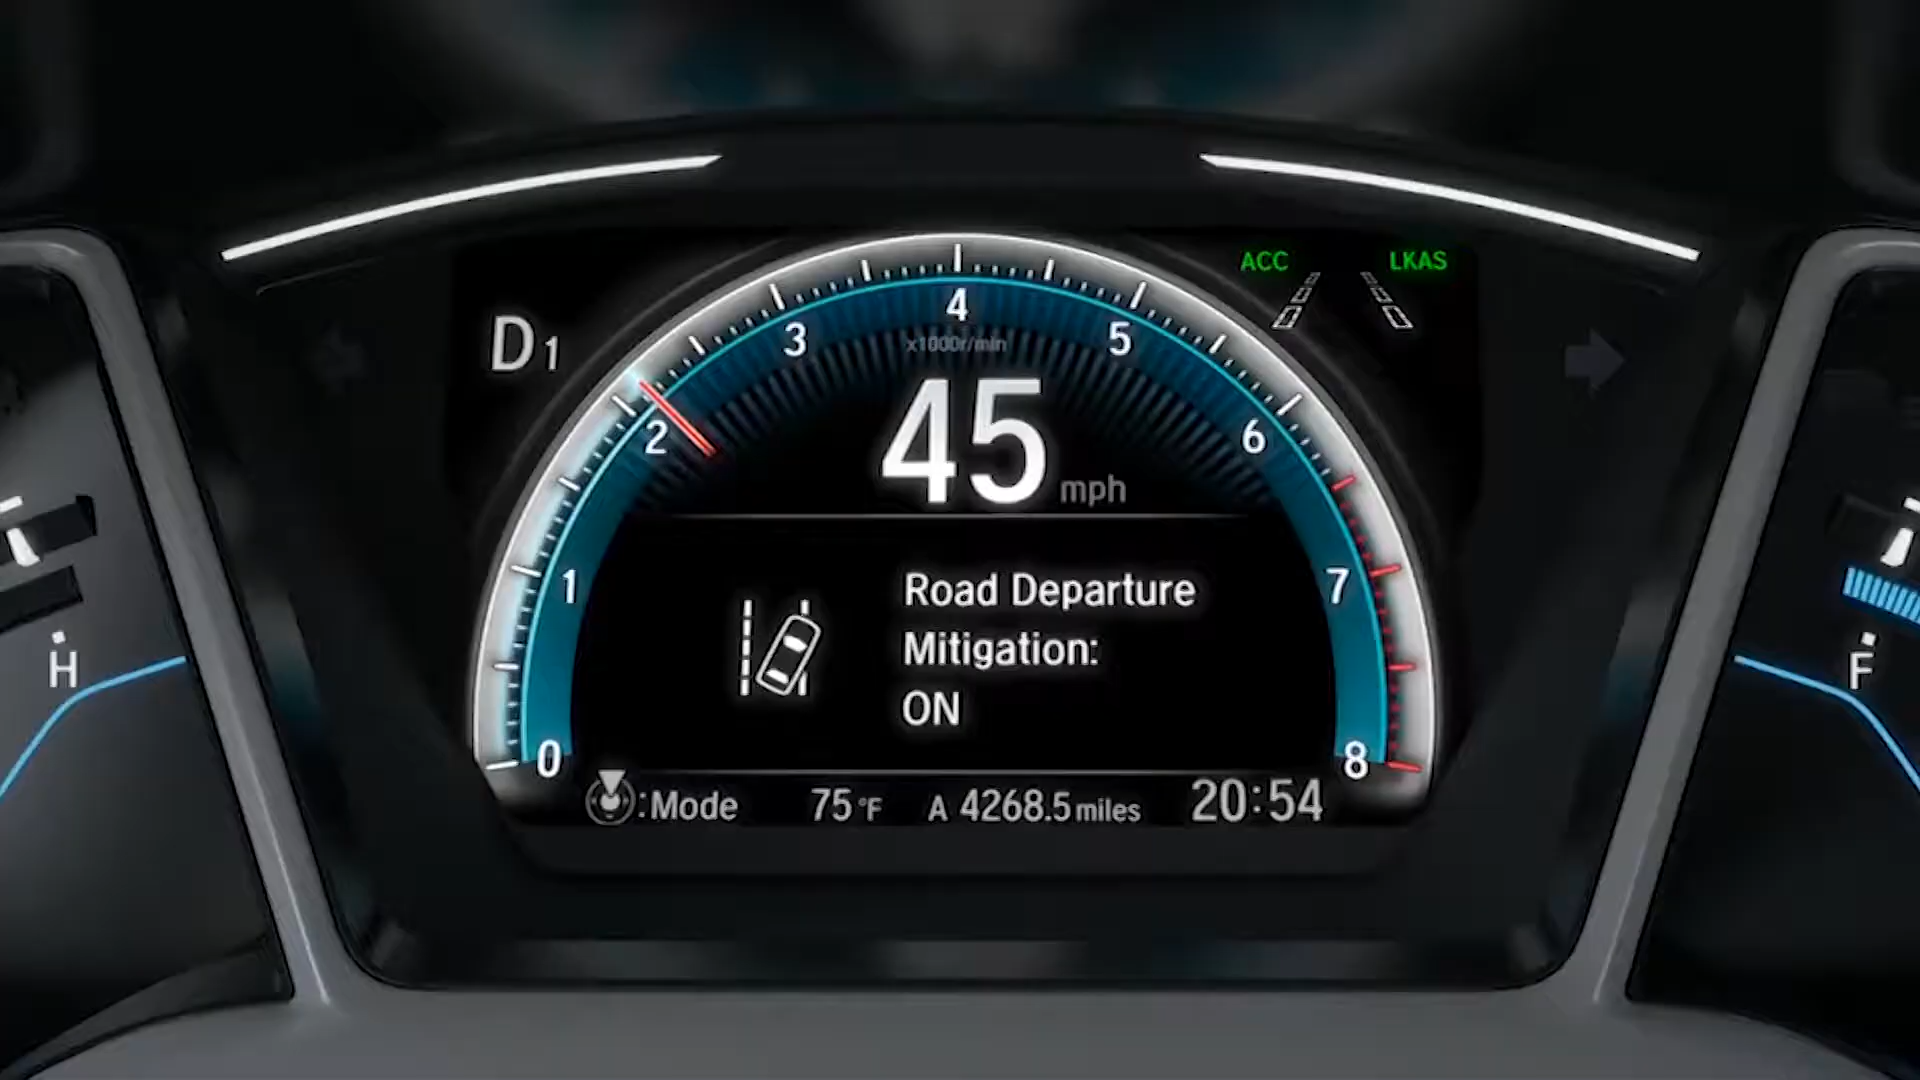 ACC LKAS
D 1
4
3 5
x1000r/min
45 mph
2 6
Road Departure
1 7
Mitigation:
H F
ON
0 8
:Mode 75°F A 4268.5 miles 20:54